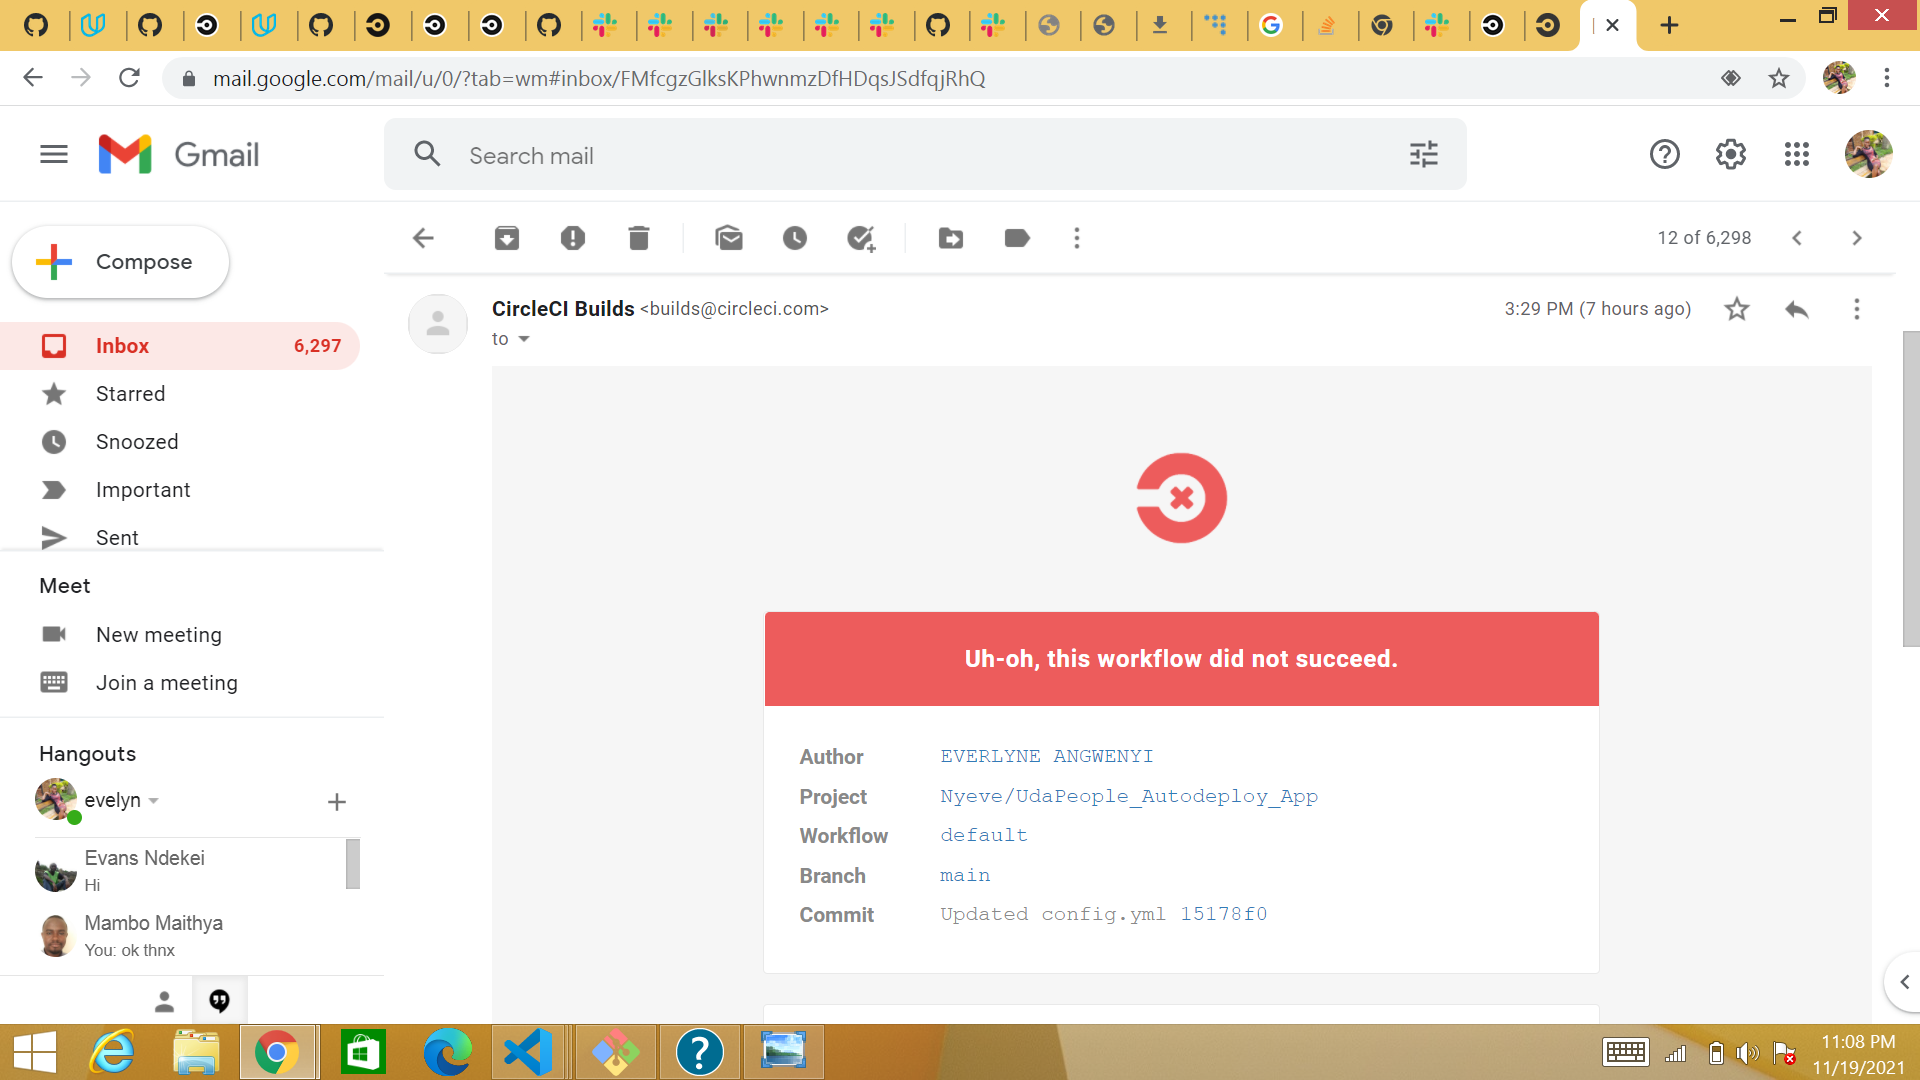 mail.google.com/mail/u/0/?tab=wm#inbox/FMfcgzGlksKPhwnmzDfHDqsJSdfqjRhQ
Gmail
Search mail
Compose
12 of 6,298
CircleCI Builds <builds@circleci.com>
3:29 PM (7 hours ago)
to
Inbox 6,297
Starred
Snoozed
Important
Sent
Meet
New meeting
Join a meeting
Hangouts
evelyn
Evans Ndekei
Hi
Mambo Maithya
You: ok thnx
Uh-oh, this workflow did not succeed.
Author EVERLYNE ANGWENYI
Project Nyeve/UdaPeople_Autodeploy_App
Workflow default
Branch main
Commit Updated config.yml 15178f0
11:08 PM
11/19/2021